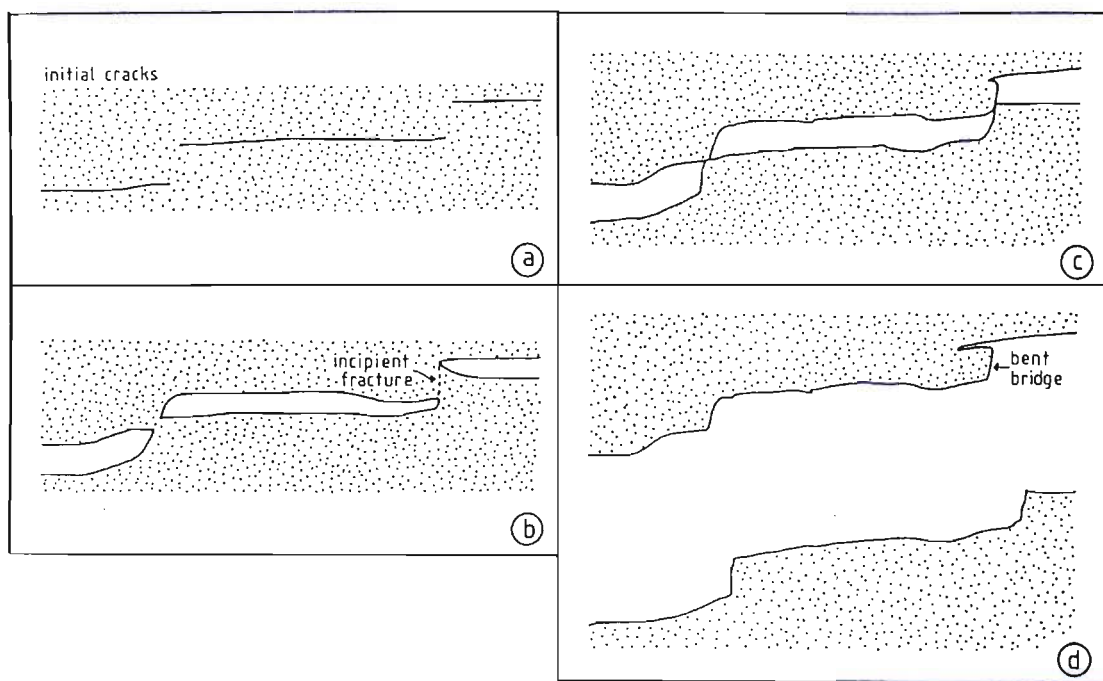 initial cracks
a
incipient
fracture
b
c
bent
bridge
d